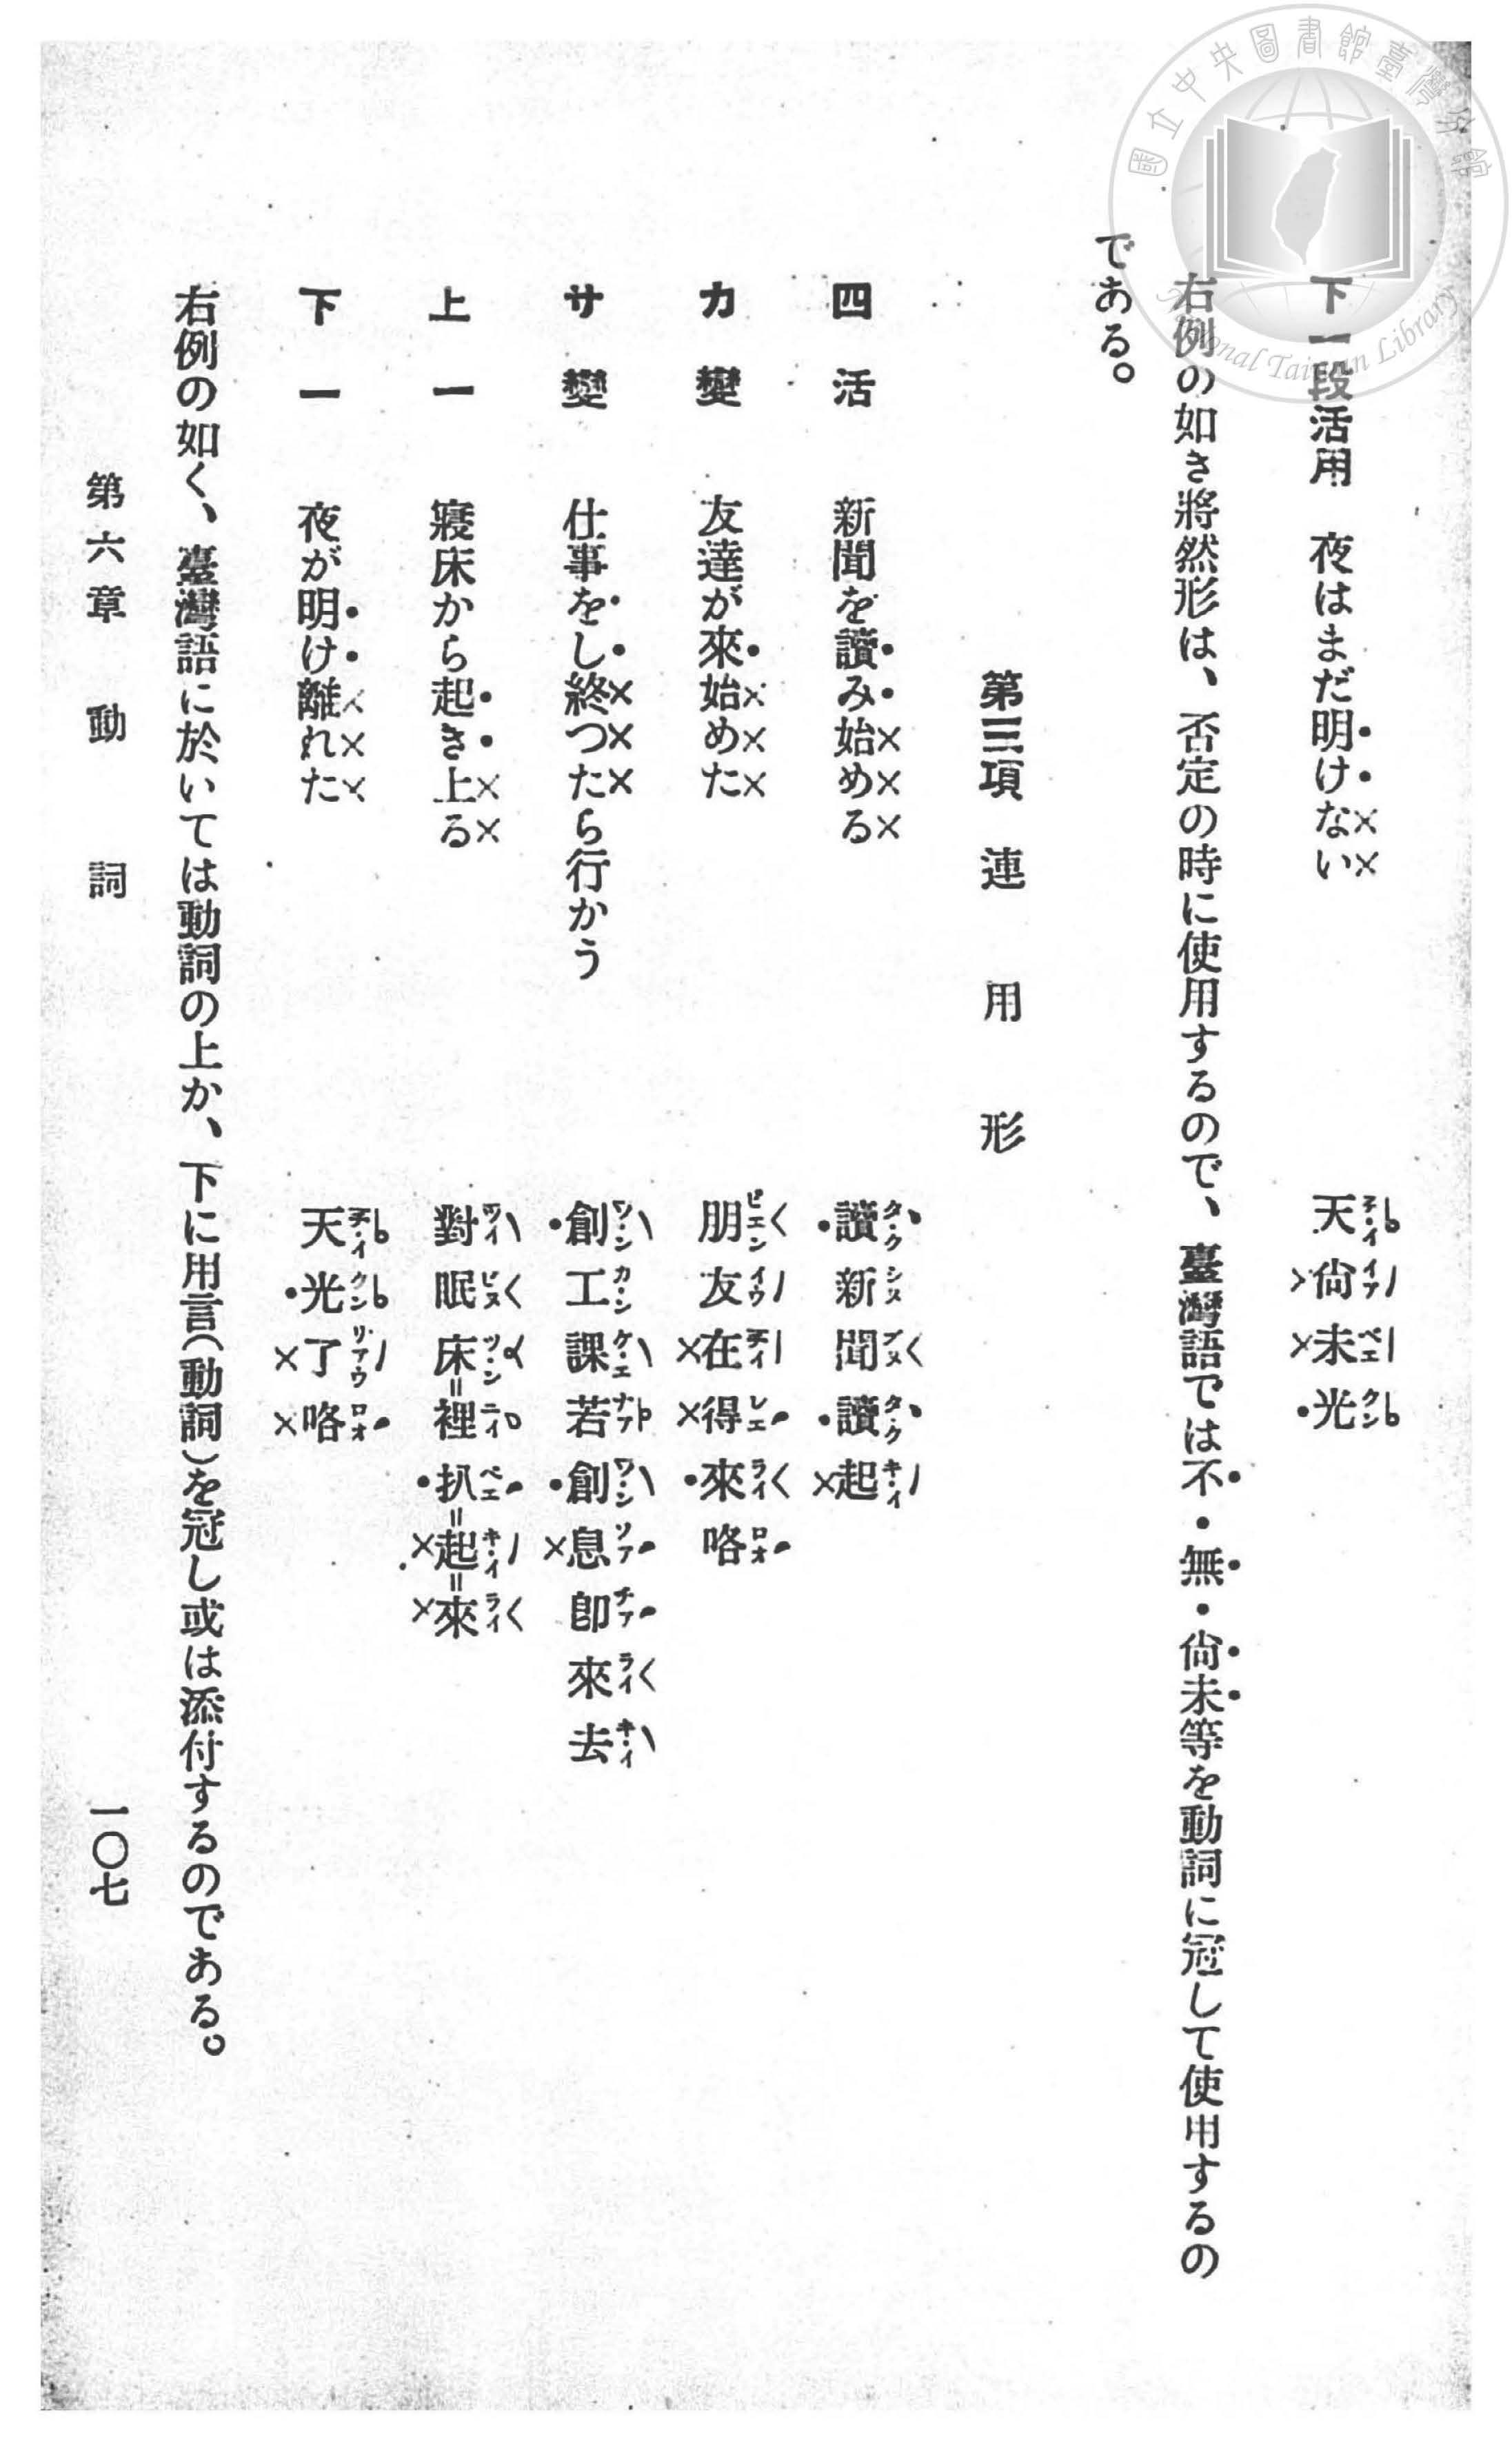 國立中央圖書館臺灣分館
National Taiwan Library
下一段活用　夜はまだ明けない　天尙未光
右例の如き將然形は、否定の時に使用するので、臺灣語では不・無・尙未等を動詞に冠して使用するの
である。
第三項　連用形
四活　新聞を讀み始める　讀新聞讀起
カ變　友達が來始めた　朋友在得來咯
サ變　仕事をし終つたら行かう　創工課若創息卽來去
上一　寢床から起き上る　對眠床=裡扒=起=來
下一　夜が明け離れた　天光了咯
右例の如く、臺灣語に於いては動詞の上か、下に用言(動詞)を冠し或は添付するのである。
第六章　動詞　一〇七